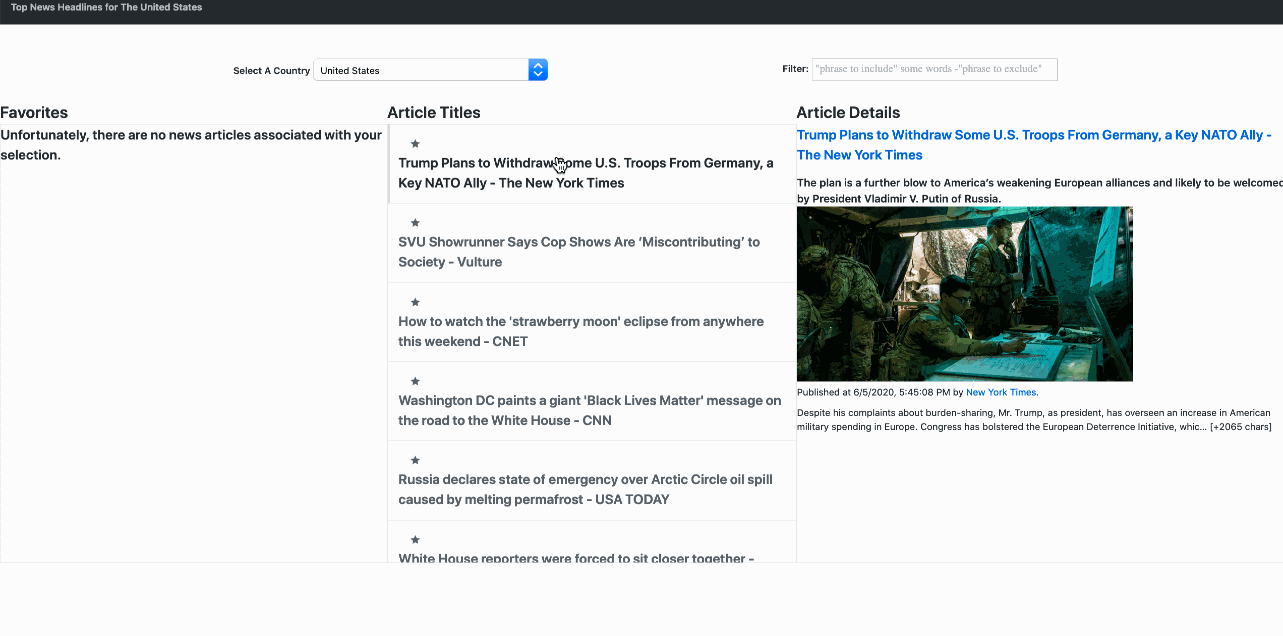 Top News Headlines for The United States
Select A Country United States
Filter: "phrase to include" some words -"phrase to exclude"
Favorites
Unfortunately, there are no news articles associated with your
selection.
Article Titles
Trump Plans to Withdraw Some U.S. Troops From Germany, a
Key NATO Ally - The New York Times
SVU Showrunner Says Cop Shows Are ‘Miscontributing’ to
Society - Vulture
How to watch the 'strawberry moon' eclipse from anywhere
this weekend - CNET
Washington DC paints a giant 'Black Lives Matter' message on
the road to the White House - CNN
Russia declares state of emergency over Arctic Circle oil spill
caused by melting permafrost - USA TODAY
White House reporters were forced to sit closer together -
Article Details
Trump Plans to Withdraw Some U.S. Troops From Germany, a Key NATO Ally -
The New York Times
The plan is a further blow to America’s weakening European alliances and likely to be welcomed
by President Vladimir V. Putin of Russia.
Published at 6/5/2020, 5:45:08 PM by New York Times.
Despite his complaints about burden-sharing, Mr. Trump, as president, has overseen an increase in American
military spending in Europe. Congress has bolstered the European Deterrence Initiative, whic... [+2065 chars]